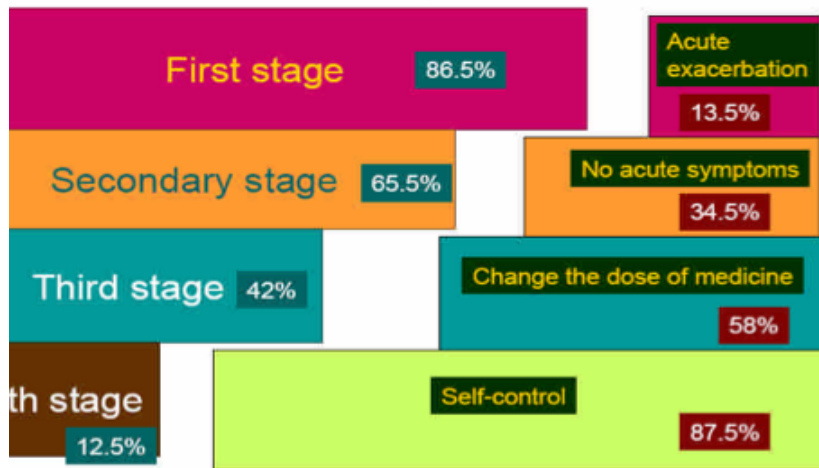 First stage 86.5%
Acute
exacerbation
13.5%
Secondary stage 65.5%
No acute symptoms
34.5%
Third stage 42%
Change the dose of medicine
58%
th stage
12.5%
Self-control
87.5%